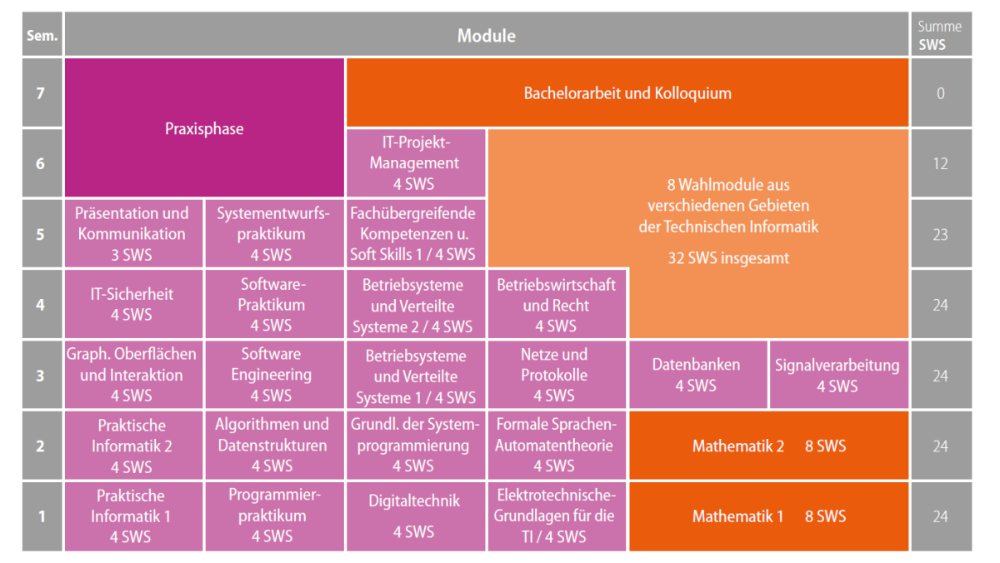 Sem.
Module
Summe
SWS
7
Praxisphase
Bachelorarbeit und Kolloquium
0
6
IT-Projekt-
Management
4 SWS
8 Wahlmodule aus
verschiedenen Gebieten
der Technischen Informatik
32 SWS insgesamt
12
5
Präsentation und
Kommunikation
3 SWS
Systementwurfs-
praktikum
4 SWS
Fachübergreifende
Kompetenzen u.
Soft Skills 1 / 4 SWS
23
4
IT-Sicherheit
4 SWS
Software-
Praktikum
4 SWS
Betriebsysteme
und Verteilte
Systeme 2 / 4 SWS
Betriebswirtschaft
und Recht
4 SWS
24
3
Graph. Oberflächen
und Interaktion
4 SWS
Software
Engineering
4 SWS
Betriebsysteme
und Verteilte
Systeme 1 / 4 SWS
Netze und
Protokolle
4 SWS
Datenbanken
4 SWS
Signalverarbeitung
4 SWS
24
2
Praktische
Informatik 2
4 SWS
Algorithmen und
Datenstrukturen
4 SWS
Grundl. der System-
programmierung
4 SWS
Formale Sprachen-
Automatentheorie
4 SWS
Mathematik 2 8 SWS
24
1
Praktische
Informatik 1
4 SWS
Programmier-
praktikum
4 SWS
Digitaltechnik
4 SWS
Elektrotechnische-
Grundlagen für die
TI / 4 SWS
Mathematik 1 8 SWS
24